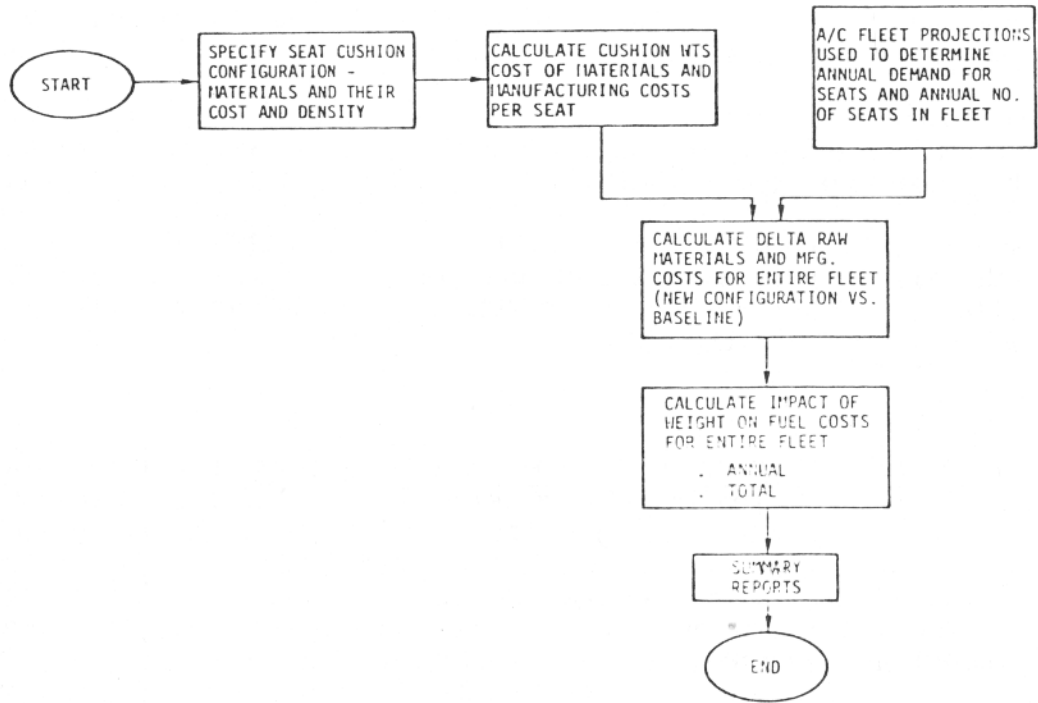 START
SPECIFY SEAT CUSHION
CONFIGURATION -
MATERIALS AND THEIR
COST AND DENSITY
CALCULATE CUSHION WTS
COST OF MATERIALS AND
MANUFACTURING COSTS
PER SEAT
A/C FLEET PROJECTIONS
USED TO DETERMINE
ANNUAL DEMAND FOR
SEATS AND ANNUAL NO.
OF SEATS IN FLEET
CALCULATE DELTA RAW
MATERIALS AND MFG.
COSTS FOR ENTIRE FLEET
(NEW CONFIGURATION VS.
BASELINE)
CALCULATE IMPACT OF
WEIGHT ON FUEL COSTS
FOR ENTIRE FLEET
. ANNUAL
. TOTAL
SUMMARY
REPORTS
END